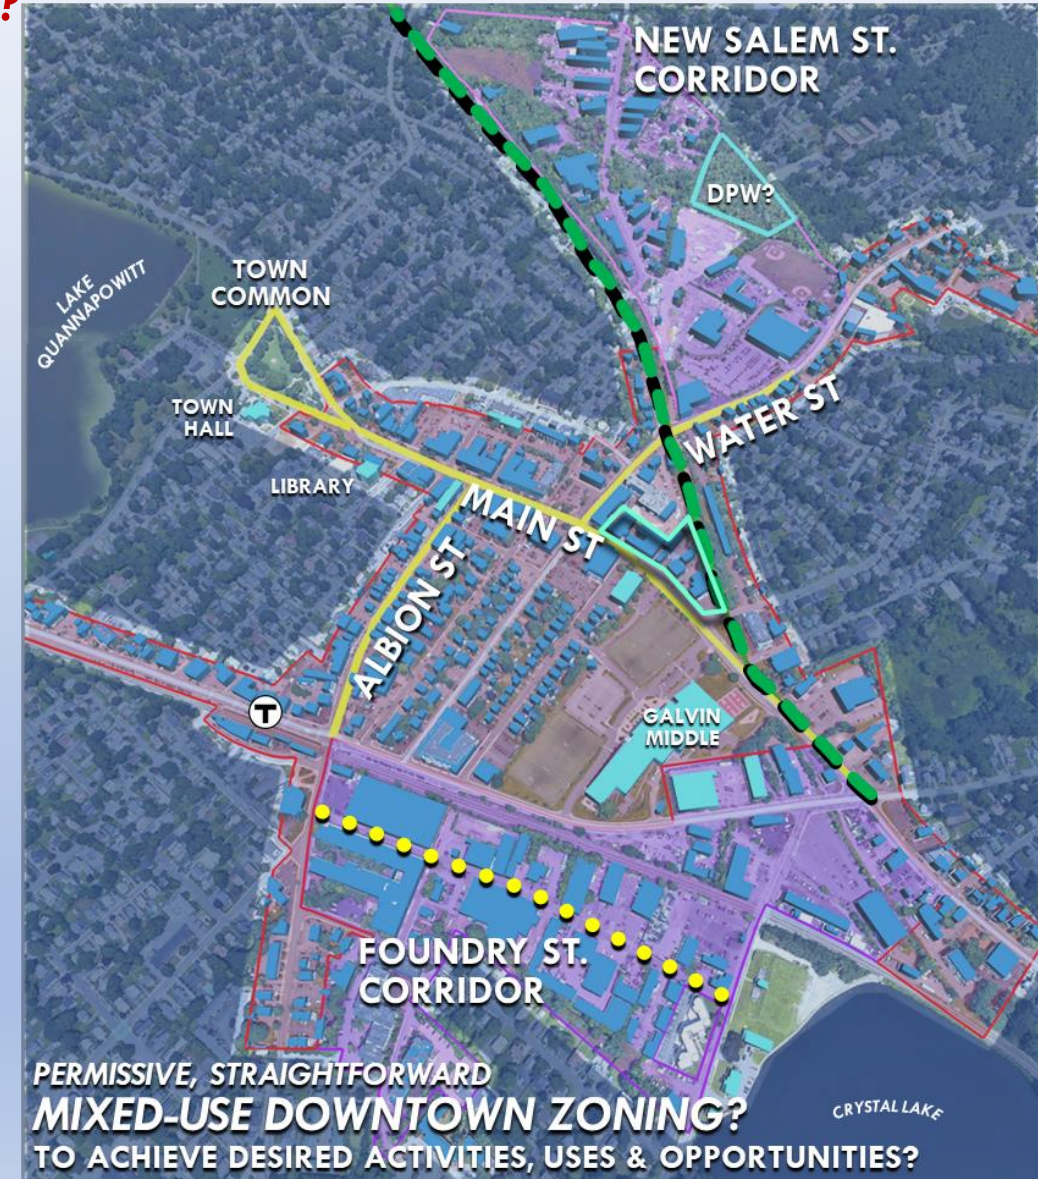 ?
NEW SALEM ST.
CORRIDOR
DPW?
LAKE
QUANNAPOWITT
TOWN
COMMON
TOWN
HALL
LIBRARY
WATER ST
MAIN ST
ALBION ST
T
GALVIN
MIDDLE
FOUNDRY ST.
CORRIDOR
PERMISSIVE, STRAIGHTFORWARD
MIXED-USE DOWNTOWN ZONING?
TO ACHIEVE DESIRED ACTIVITIES, USES & OPPORTUNITIES?
CRYSTAL LAKE